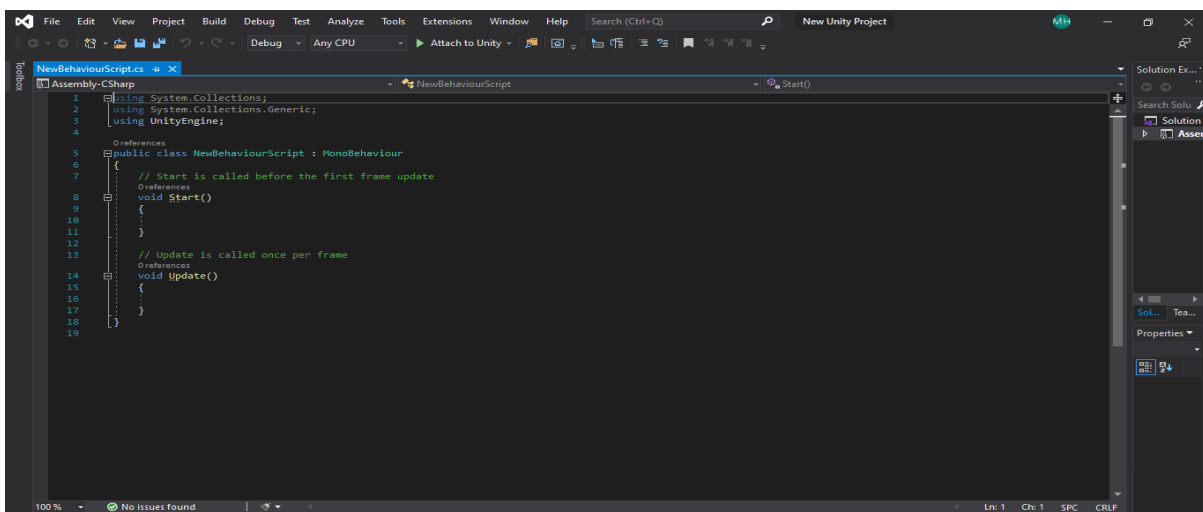 File Edit View Project Build Debug Test Analyze Tools Extensions Window Help Search (Ctrl+Q) New Unity Project MH
Debug Any CPU Attach to Unity
Toolbox
NewBehaviourScript.cs Solution Ex...
Assembly-CSharp NewBehaviourScript Start()
Search Solu
Solution
Asser
1 using System.Collections;
2 using System.Collections.Generic;
3 using UnityEngine;
4
0 references
5 public class NewBehaviourScript : MonoBehaviour
6 {
7 // Start is called before the first frame update
0 references
8 void Start()
9 {
10
11 }
12
13 // Update is called once per frame
0 references
14 void Update()
15 {
16
17 }
18 }
19
Sol... Tea...
Properties
100 % No issues found Ln: 1 Ch: 1 SPC CRLF